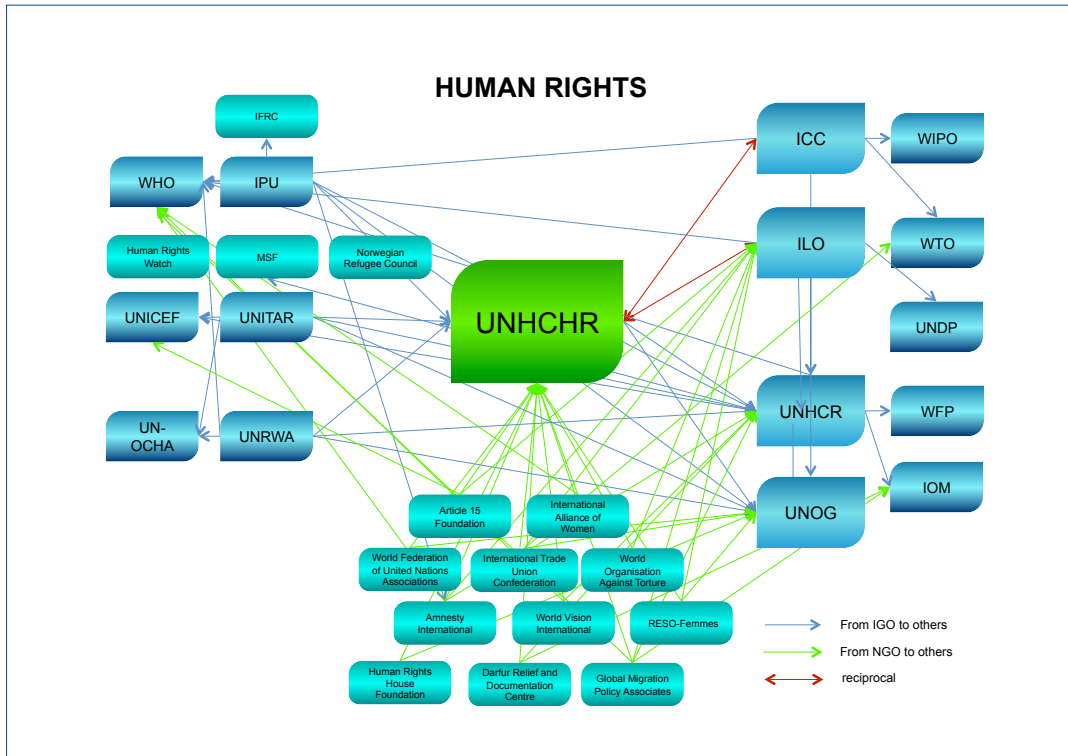 HUMAN RIGHTS
IFRC
ICC
WIPO
WHO
IPU
Human Rights
Watch
MSF
Norwegian
Refugee Council
ILO
WTO
UNICEF
UNITAR
UNHCHR
UNDP
UN-
OCHA
UNRWA
UNHCR
WFP
UNOG
IOM
Article 15
Foundation
International
Alliance of
Women
World Federation
of United Nations
Associations
International Trade
Union
Confederation
World
Organisation
Against Torture
Amnesty
International
World Vision
International
RESO-Femmes
Human Rights
House
Foundation
Darfur Relief and
Documentation
Centre
Global Migration
Policy Associates
From IGO to others
From NGO to others
reciprocal